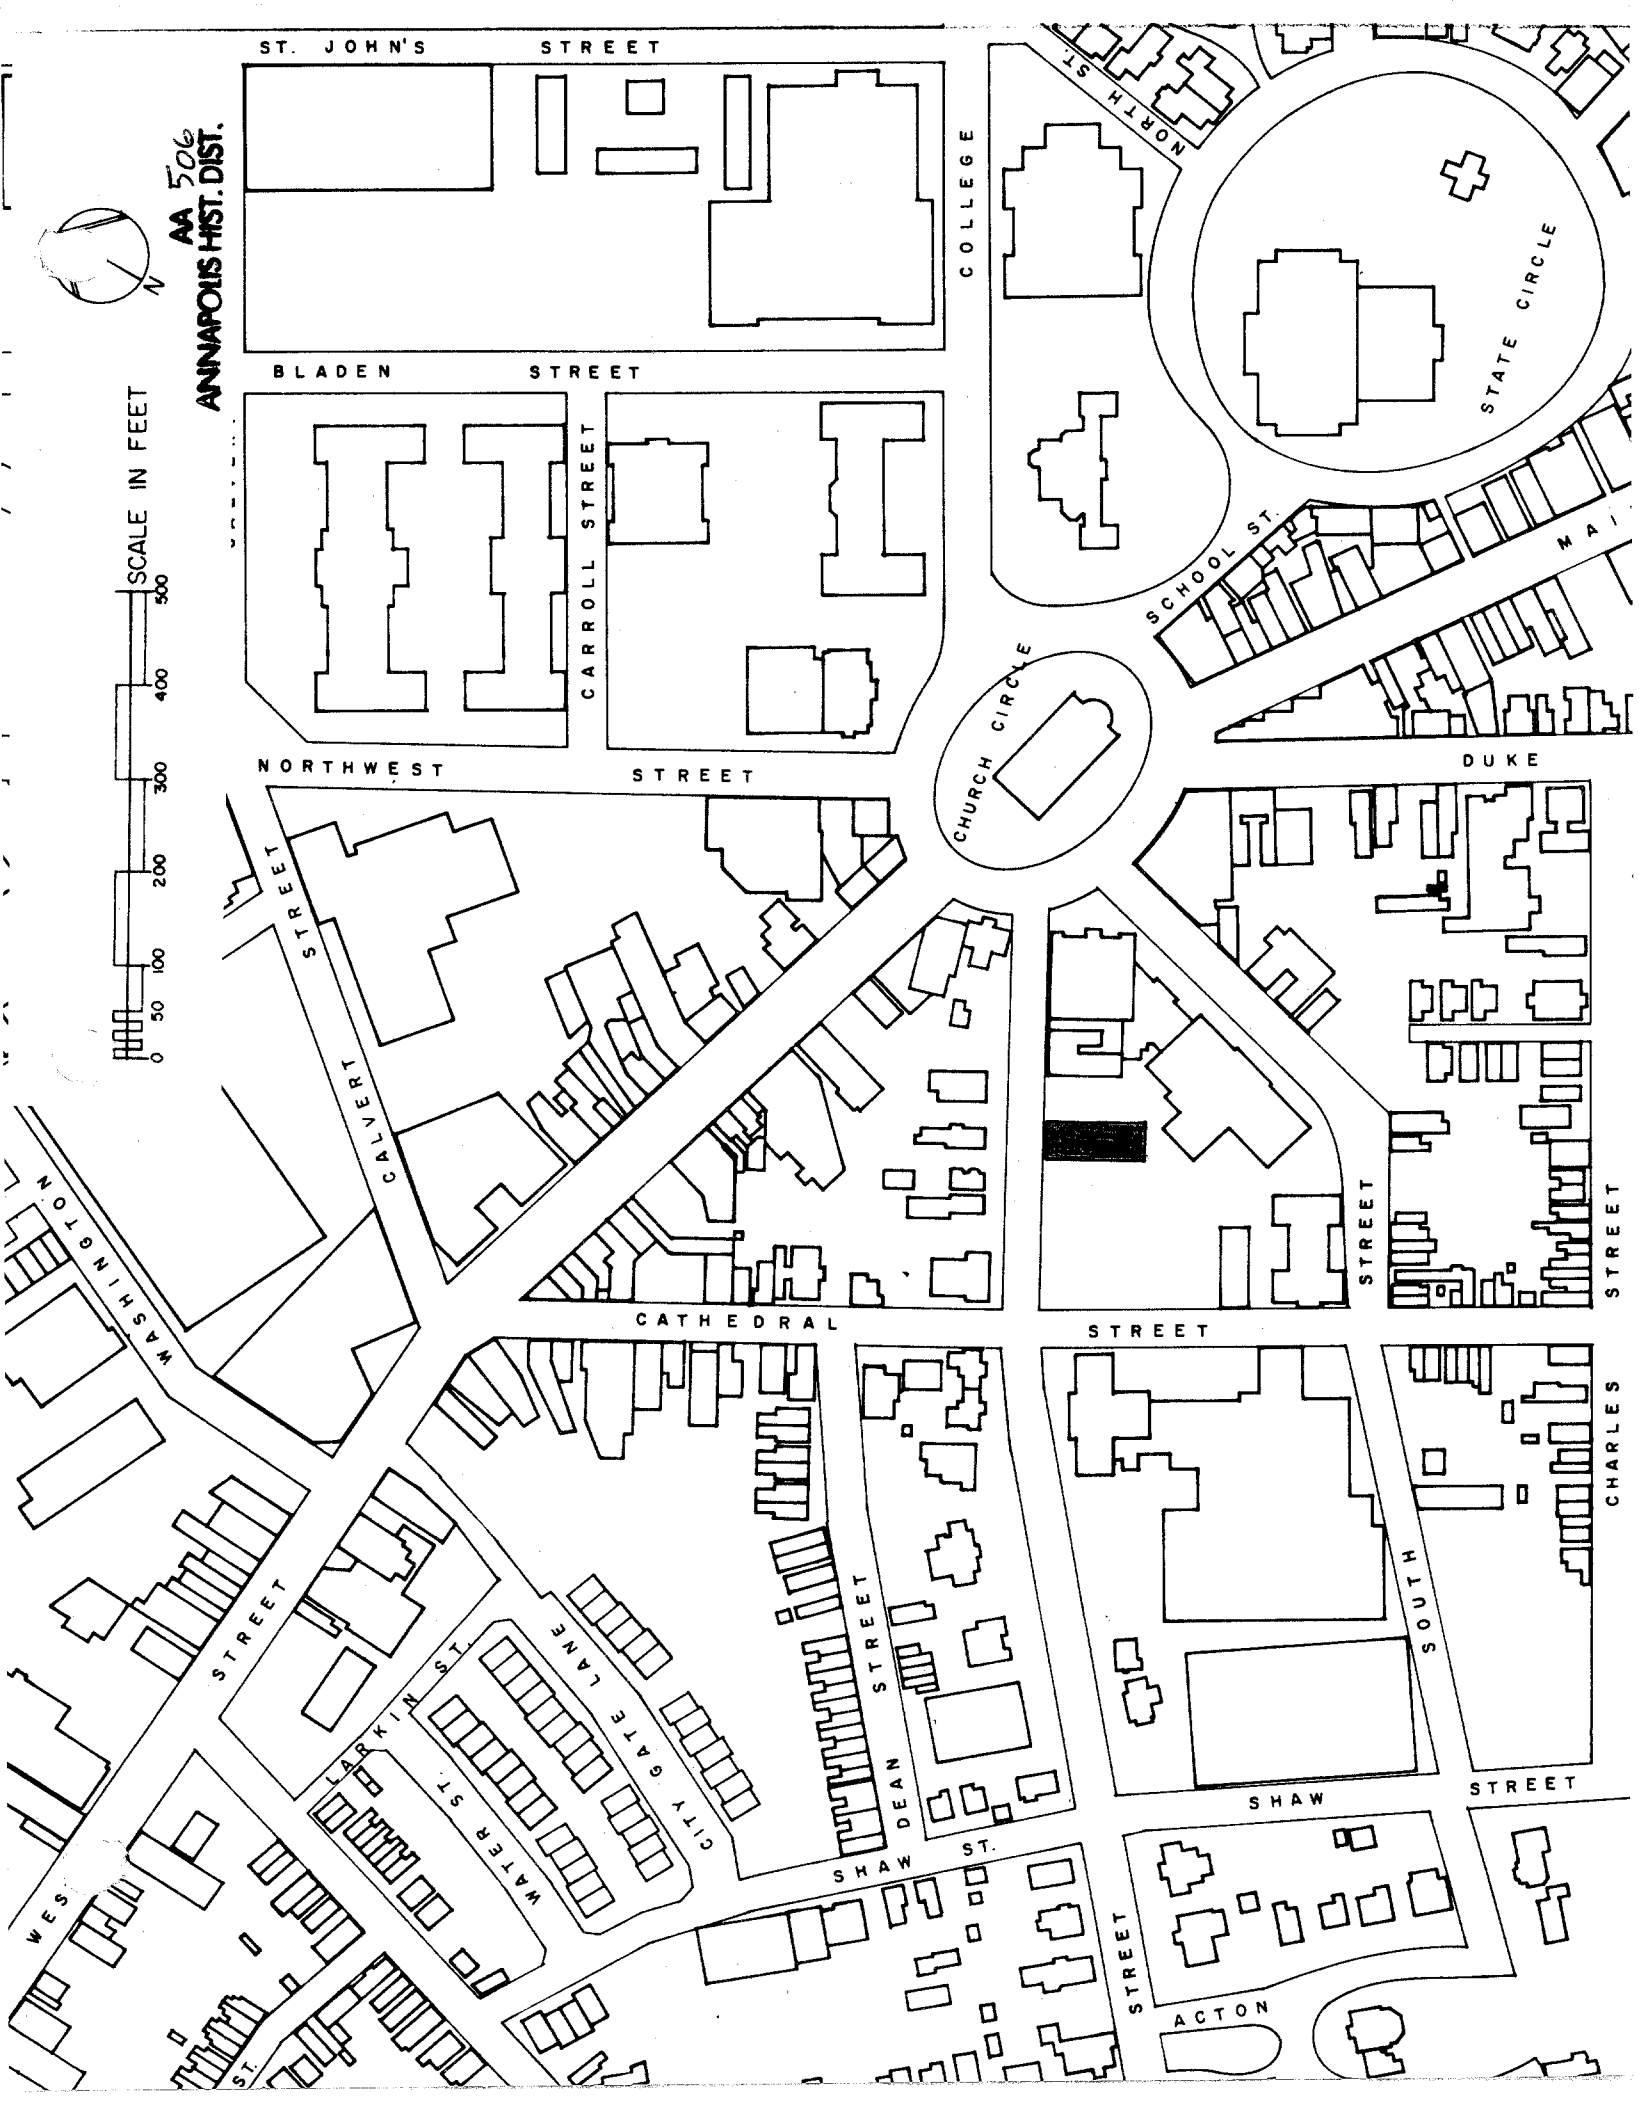 ST. JOHN'S STREET
NORTH ST.
AA 506
ANNAPOLIS HIST. DIST.
N
COLLEGE
STATE CIRCLE
BLADEN STREET
SCALE IN FEET
500
400
300
200
100
50
0
CARROLL STREET
SCHOOL ST.
MAI
CHURCH CIRCLE
NORTHWEST STREET
DUKE
CALVERT STREET
WASHINGTON
STREET
STREET
CATHEDRAL STREET
CHARLES
SOUTH
STREET
DEAN STREET
LARKIN ST.
CITY GATE LANE
WATER ST.
WES
SHAW STREET
SHAW ST.
STREET
ACTON
ST.